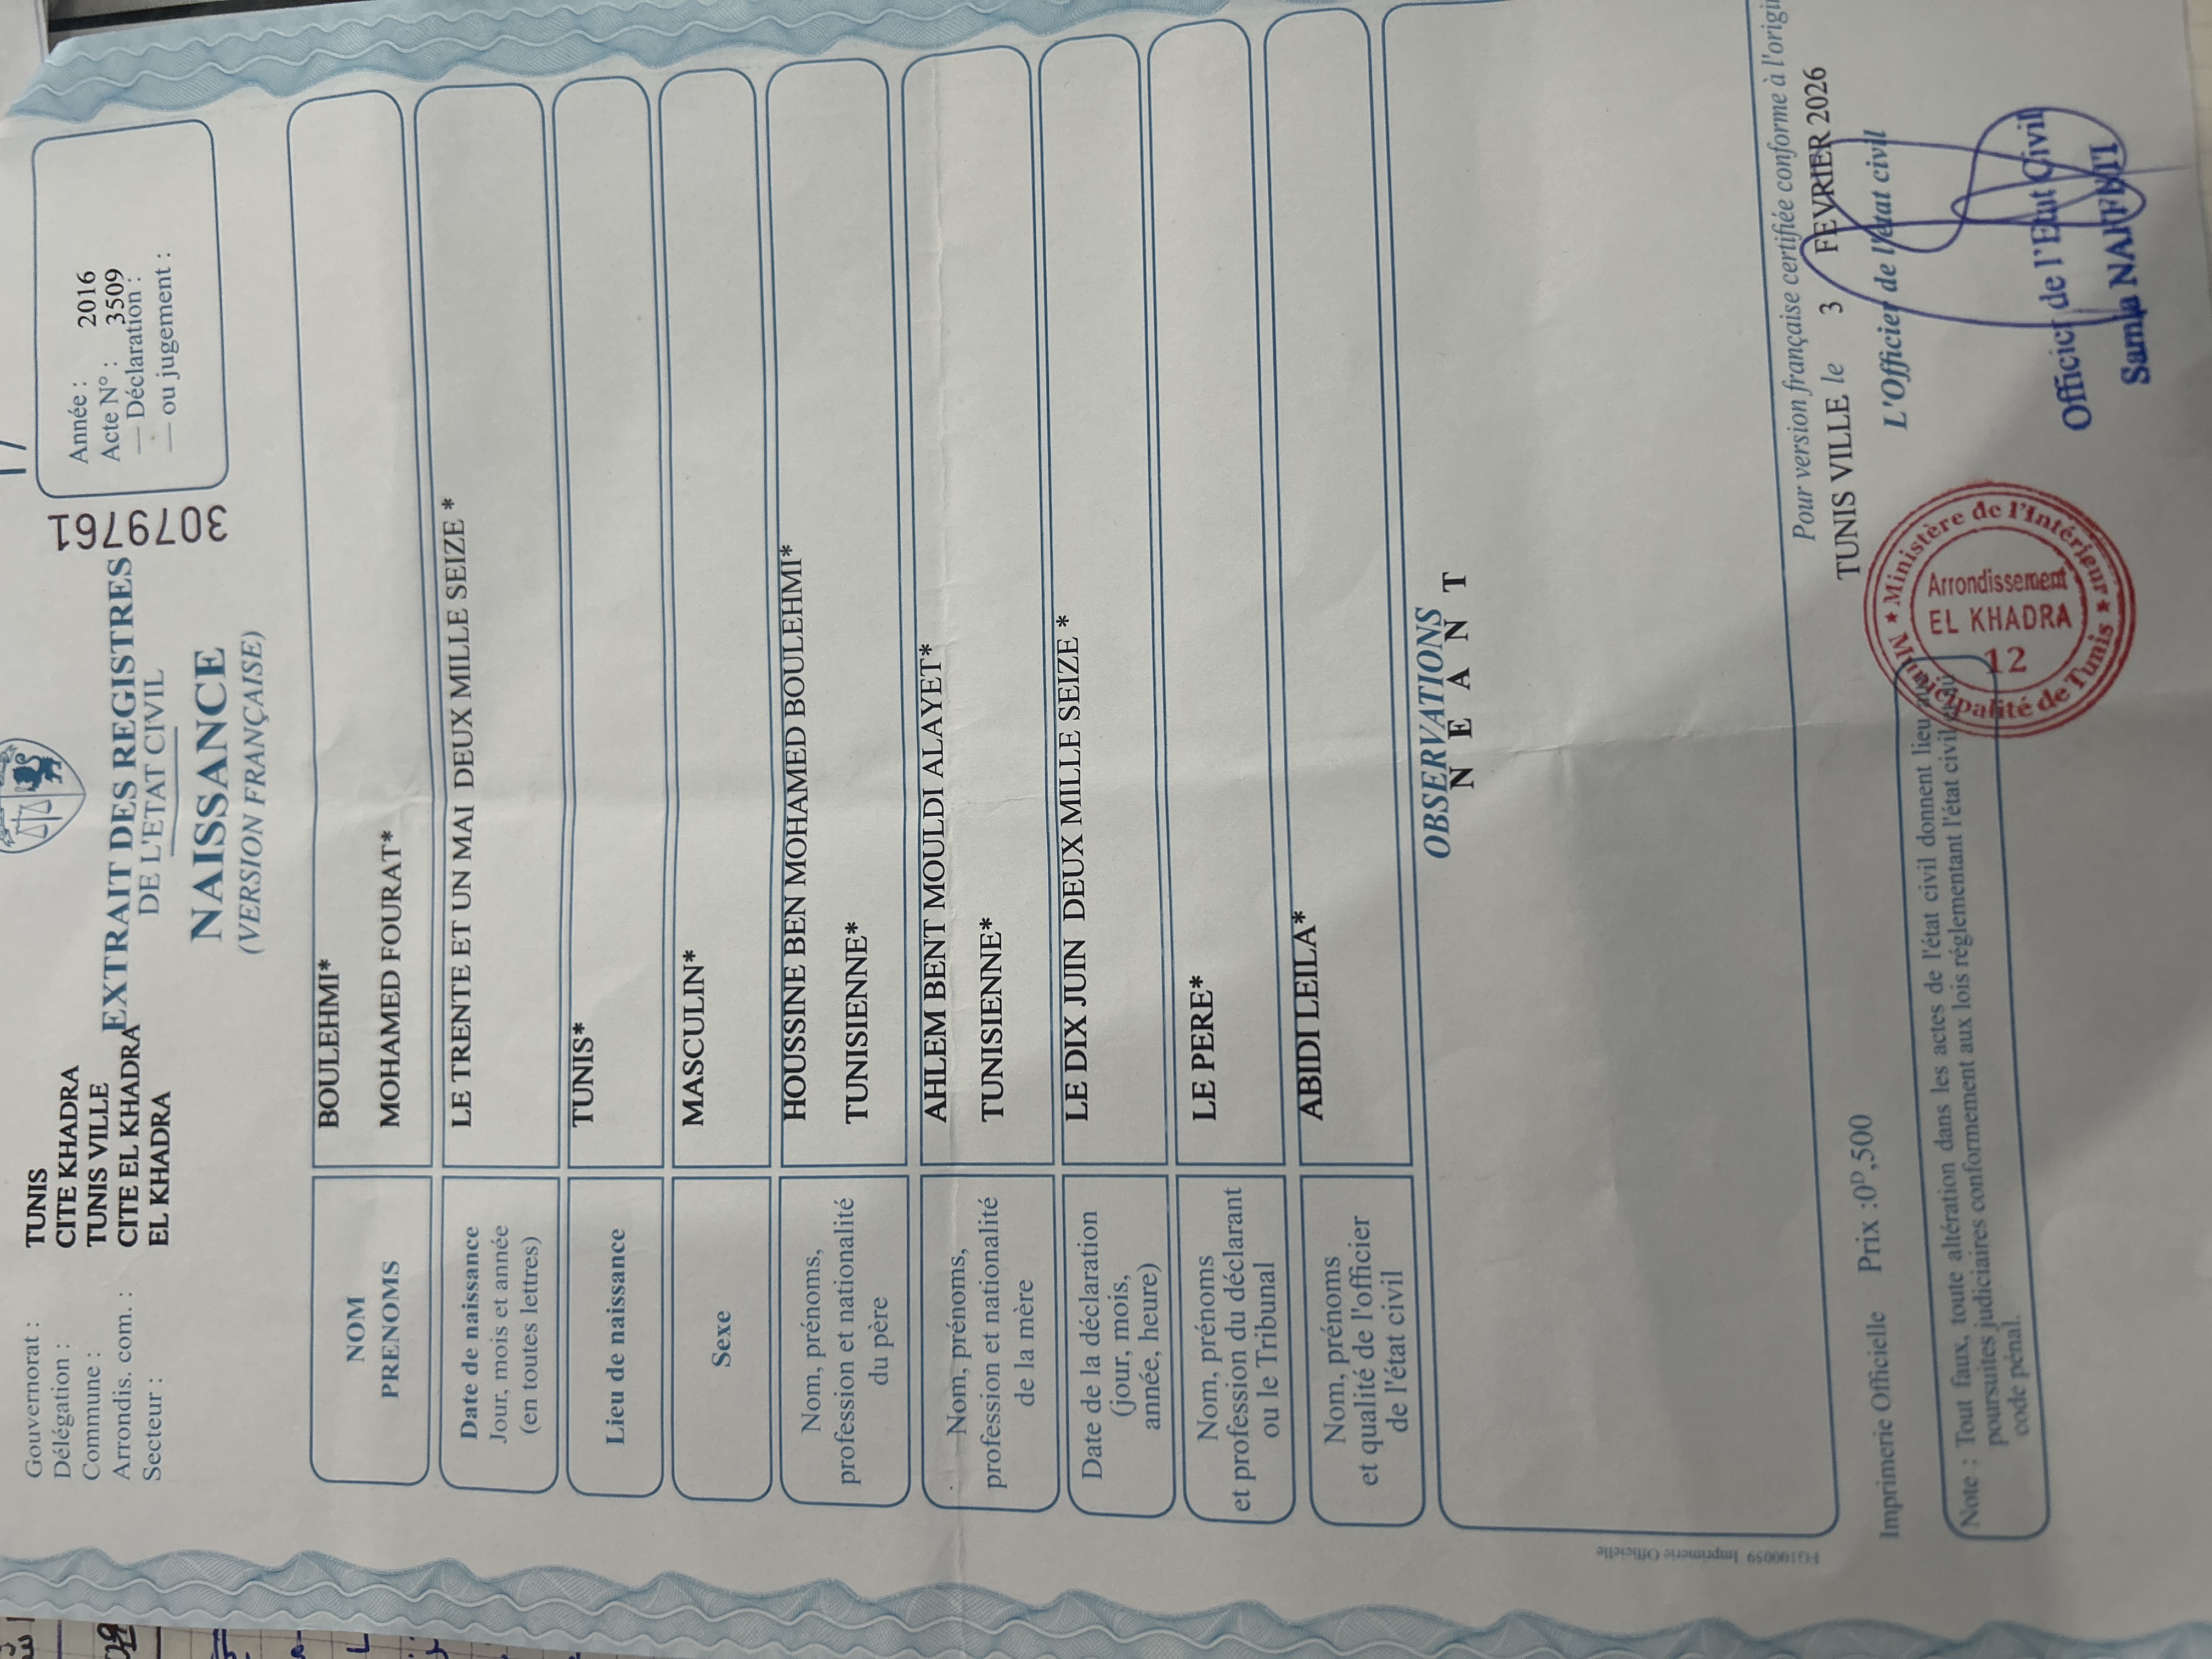 Gouvernorat : TUNIS
Délégation : CITE KHADRA
Commune : TUNIS VILLE
Arrondis. com. : CITE EL KHADRA
Secteur : EL KHADRA
EXTRAIT DES REGISTRES
DE L'ETAT CIVIL
NAISSANCE
(VERSION FRANÇAISE)
3079761
Année : 2016
Acte N° : 3509
— Déclaration :
— ou jugement :
NOM BOULEHMI*
PRENOMS MOHAMED FOURAT*
Date de naissance LE TRENTE ET UN MAI DEUX MILLE SEIZE *
Jour, mois et année
(en toutes lettres)
Lieu de naissance TUNIS*
Sexe MASCULIN*
Nom, prénoms, HOUSSINE BEN MOHAMED BOULEHMI*
profession et nationalité TUNISIENNE*
du père
Nom, prénoms, AHLEM BENT MOULDI ALAYET*
profession et nationalité TUNISIENNE*
de la mère
Date de la déclaration LE DIX JUIN DEUX MILLE SEIZE *
(jour, mois,
année, heure)
Nom, prénoms LE PERE*
et profession du déclarant
ou le Tribunal
Nom, prénoms ABIDI LEILA*
et qualité de l'officier
de l'état civil
OBSERVATIONS
N E A N T
FG100059 Imprimerie Officielle
Pour version française certifiée conforme à
TUNIS VILLE le 3 FEVRIER 2026
L'Officier de l'état civil
Imprimerie Officielle Prix :0D,500
Officier de l'Etat Civil
Samia
★ Ministère de l'Intérieur ★
Municipalité de Tunis
Arrondissement
EL KHADRA
12
Note : Tout faux, toute altération dans les actes de l'état civil donnent lieu
poursuites judiciaires conformement aux lois réglementant l'état civil
code pénal.